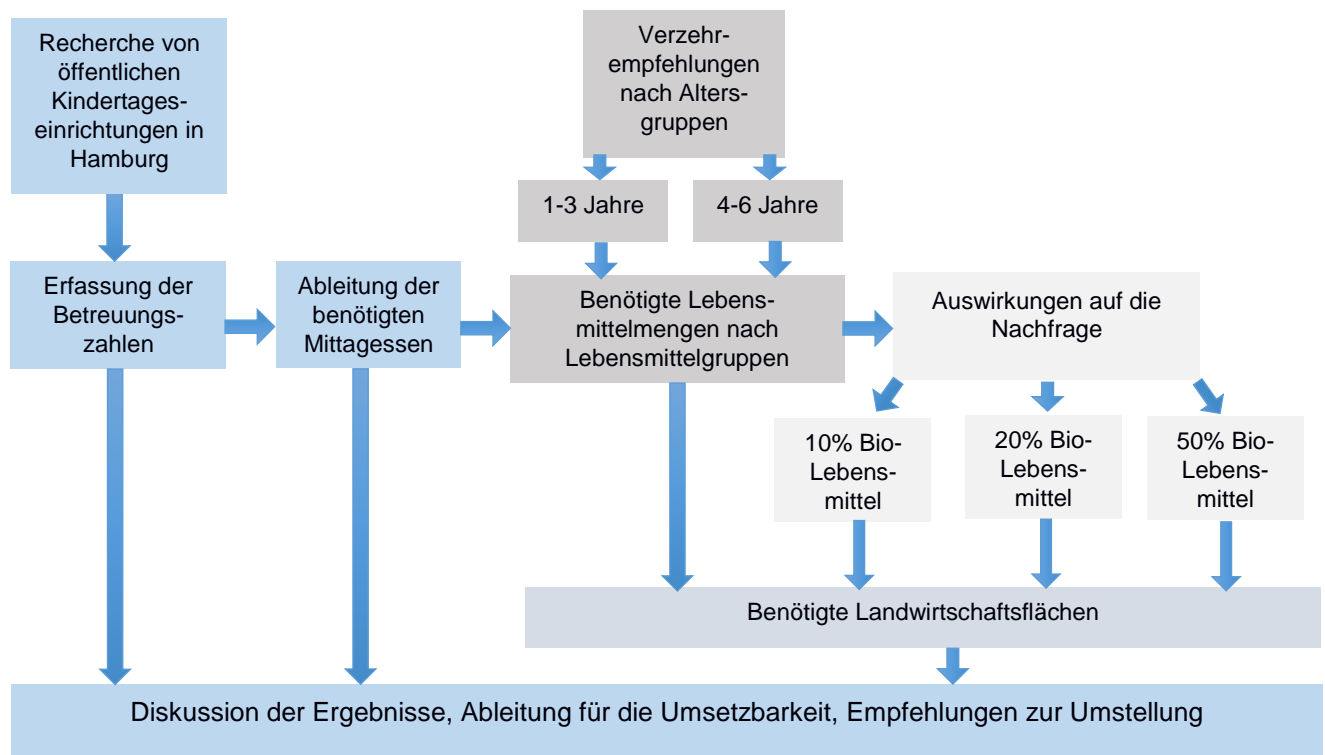 Recherche von
öffentlichen
Kindertages-
einrichtungen in
Hamburg
Verzehr-
empfehlungen
nach Alters-
gruppen
1-3 Jahre
4-6 Jahre
Erfassung der
Betreuungs-
zahlen
Ableitung der
benötigten
Mittagessen
Benötigte Lebens-
mittelmengen nach
Lebensmittelgruppen
Auswirkungen auf die
Nachfrage
10% Bio-
Lebens-
mittel
20% Bio-
Lebens-
mittel
50% Bio-
Lebens-
mittel
Benötigte Landwirtschaftsflächen
Diskussion der Ergebnisse, Ableitung für die Umsetzbarkeit, Empfehlungen zur Umstellung